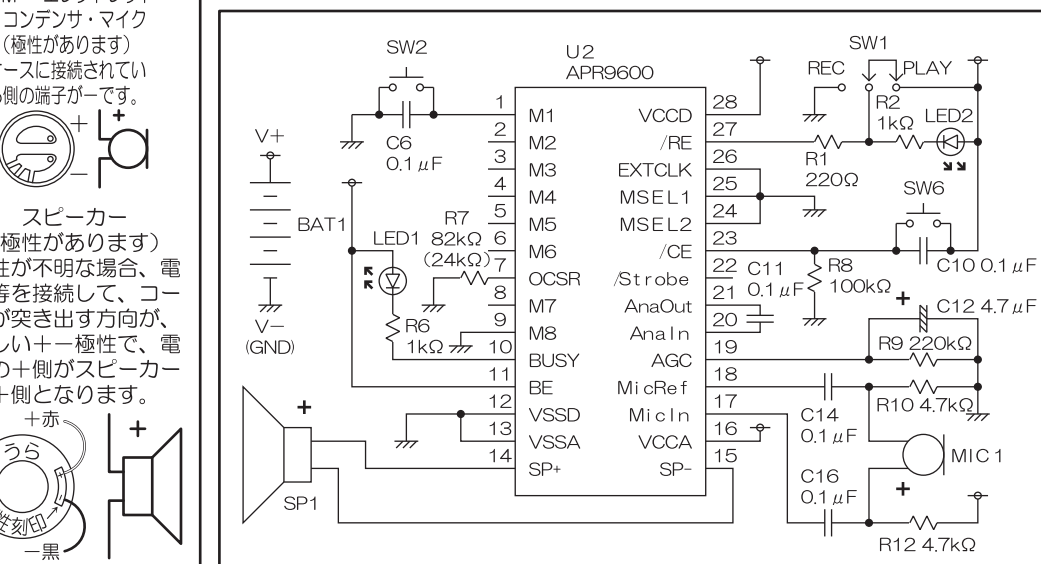 コンデンサ・マイク
（極性があります）
ースに接続されてい
側の端子がーです。
+
+
－
スピーカー
極性があります）
性が不明な場合、電
等を接続して、コー
が突き出す方向が、
しい＋ー極性で、電
の＋側がスピーカー
＋側となります。
＋赤
うら
+
-
性刻印→
ー黒
+
SW2
C6
0.1μF
V+
BAT1
V−
(GND)
LED1
R7
82kΩ
(24kΩ)
R6
1kΩ
+
SP1
U2
APR9600
1 M1
2 M2
3 M3
4 M4
5 M5
6 M6
7 OCSR
8 M7
9 M8
10 BUSY
11 BE
12 VSSD
13 VSSA
14 SP+
VCCD 28
/RE 27
EXTCLK 26
MSEL1 25
MSEL2 24
/CE 23
/Strobe 22
AnaOut 21
AnaIn 20
AGC 19
MicRef 18
MicIn 17
VCCA 16
SP- 15
SW1
REC
PLAY
R2
1kΩ
LED2
R1
220Ω
SW6
C10 0.1μF
C11
0.1μF
R8
100kΩ
+
C12 4.7μF
R9 220kΩ
R10 4.7kΩ
C14
0.1μF
MIC1
C16
0.1μF
+
R12 4.7kΩ